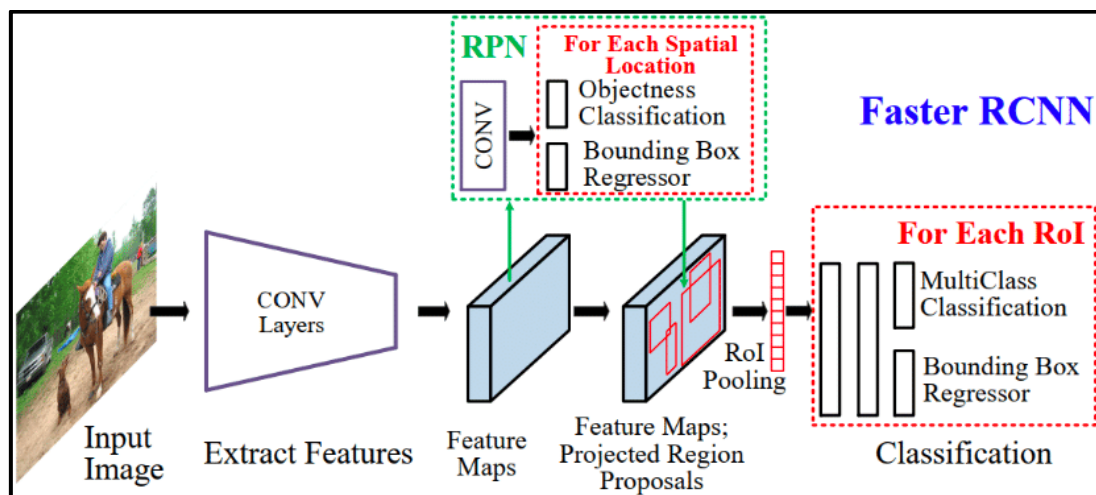 RPN
For Each Spatial
Location
Objectness
Classification
Bounding Box
Regressor
CONV
Faster RCNN
CONV
Layers
For Each RoI
MultiClass
Classification
Bounding Box
Regressor
RoI
Pooling
Input
Image
Extract Features
Feature
Maps
Feature Maps;
Projected Region
Proposals
Classification